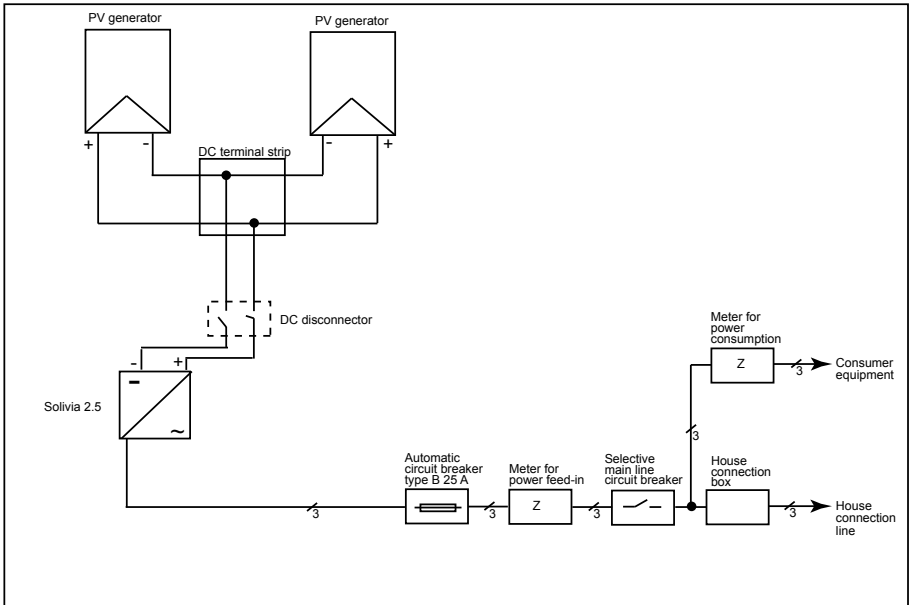 PV generator
PV generator
+
-
-
+
DC terminal strip
DC disconnector
-
+
Solivia 2.5
~
Meter for
power
consumption
Z
3
Consumer
equipment
3
Automatic
circuit breaker
type B 25 A
Meter for
power feed-in
Selective
main line
circuit breaker
House
connection
box
3
3
Z
3
3
House
connection
line